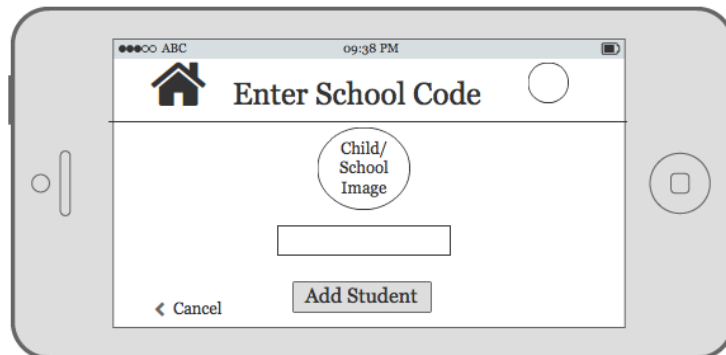 ABC 09:38 PM
Enter School Code
Child/
School
Image
Add Student
Cancel